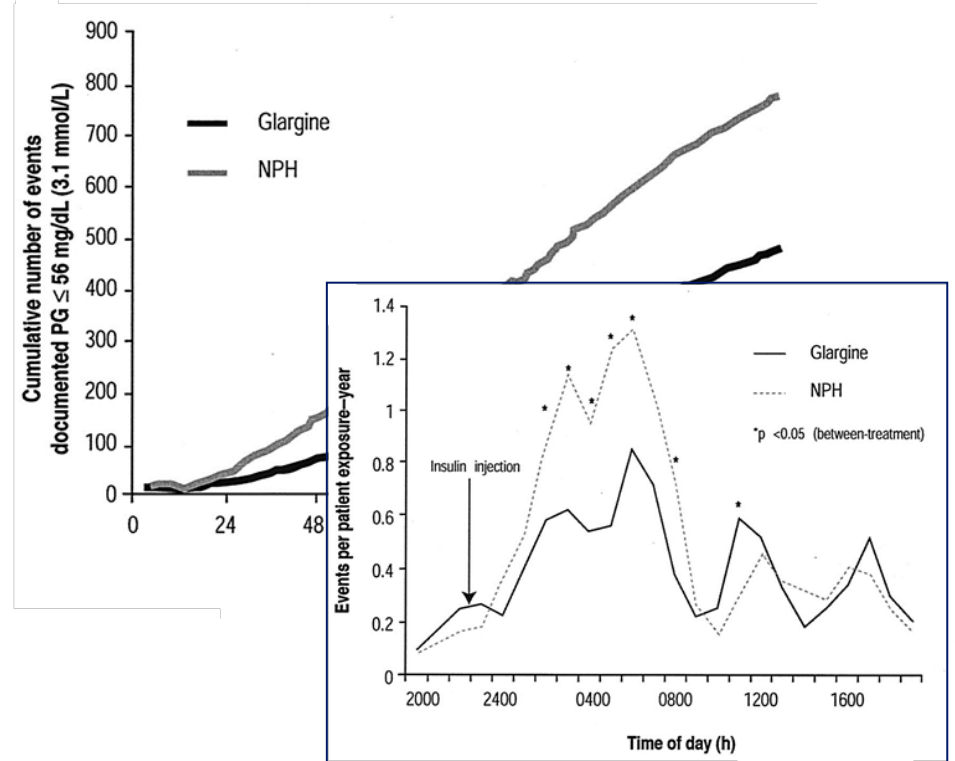 900
800
700
600
500
400
300
200
100
0
Cumulative number of events
documented PG ≤ 56 mg/dL (3.1 mmol/L)
Glargine
NPH
0 24 48
1.4
1.2
1
0.8
0.6
0.4
0.2
0
Events per patient exposure–year
Insulin injection
Glargine
NPH
*p <0.05 (between-treatment)
* * * * * * * *
2000 2400 0400 0800 1200 1600
Time of day (h)